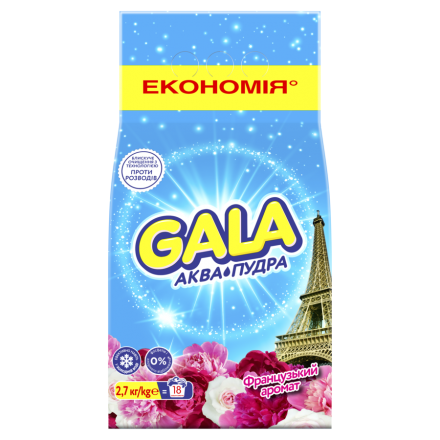 ЕКОНОМІЯ°
БЛИСКУЧЕ
ОЧИЩЕННЯ З
ТЕХНОЛОГІЄЮ
ПРОТИ
РОЗВОДІВ
GALA
АКВА ПУДРА
0%
Французький
аромат
2,7 кг/kg e = 18